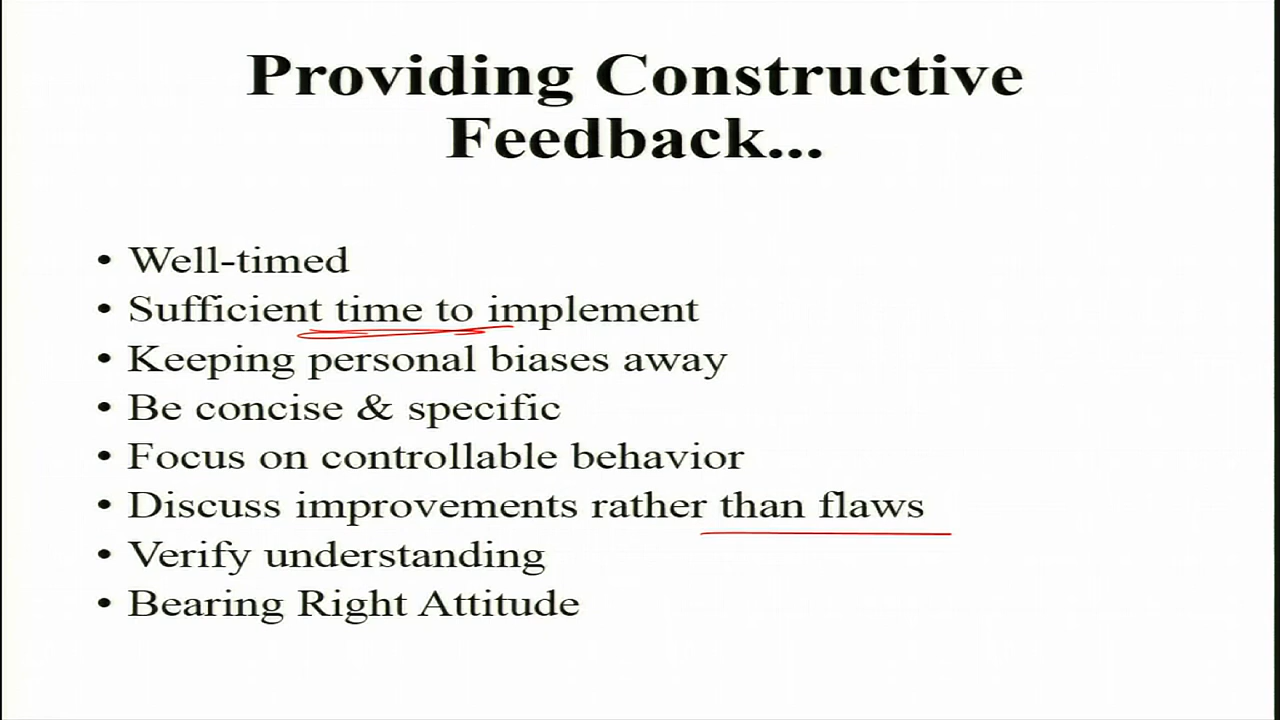 Providing Constructive
Feedback...
• Well-timed
• Sufficient time to implement
• Keeping personal biases away
• Be concise & specific
• Focus on controllable behavior
• Discuss improvements rather than flaws
• Verify understanding
• Bearing Right Attitude